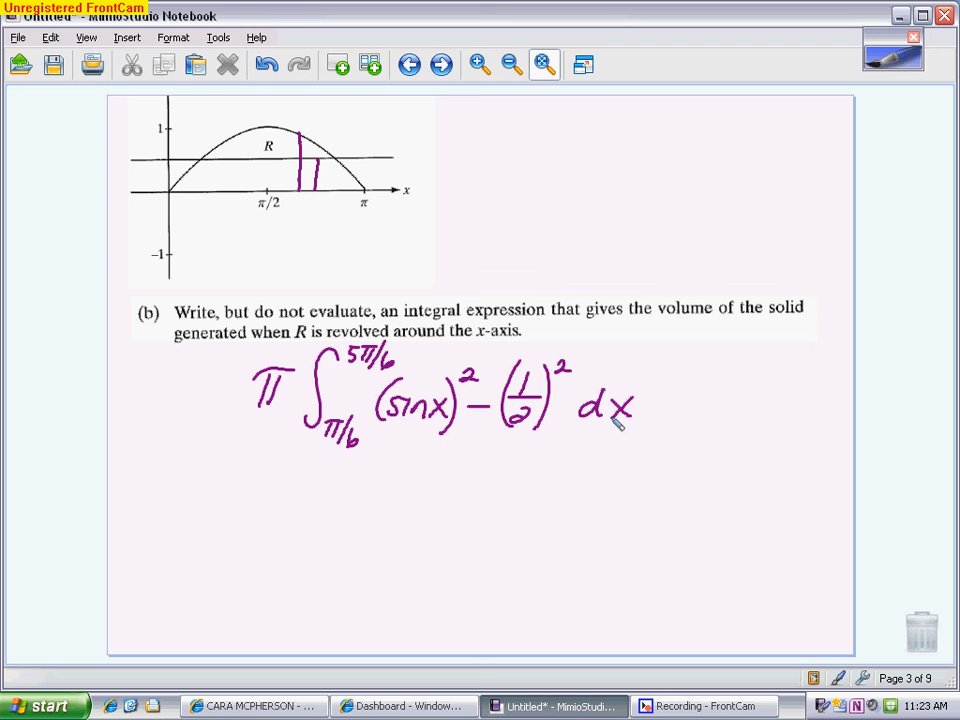 Unregistered FrontCam
Untitled* - MimioStudio Notebook
File Edit View Insert Format Tools Help
1
R
x
π/2
π
-1
(b) Write, but do not evaluate, an integral expression that gives the volume of the solid
generated when R is revolved around the x-axis.
π ∫_{π/6}^{5π/6} (sinx)² - (1/2)² dx
Page 3 of 9
start
CARA MCPHERSON - ...
Dashboard - Window...
Untitled* - MimioStudi...
Recording - FrontCam
11:23 AM